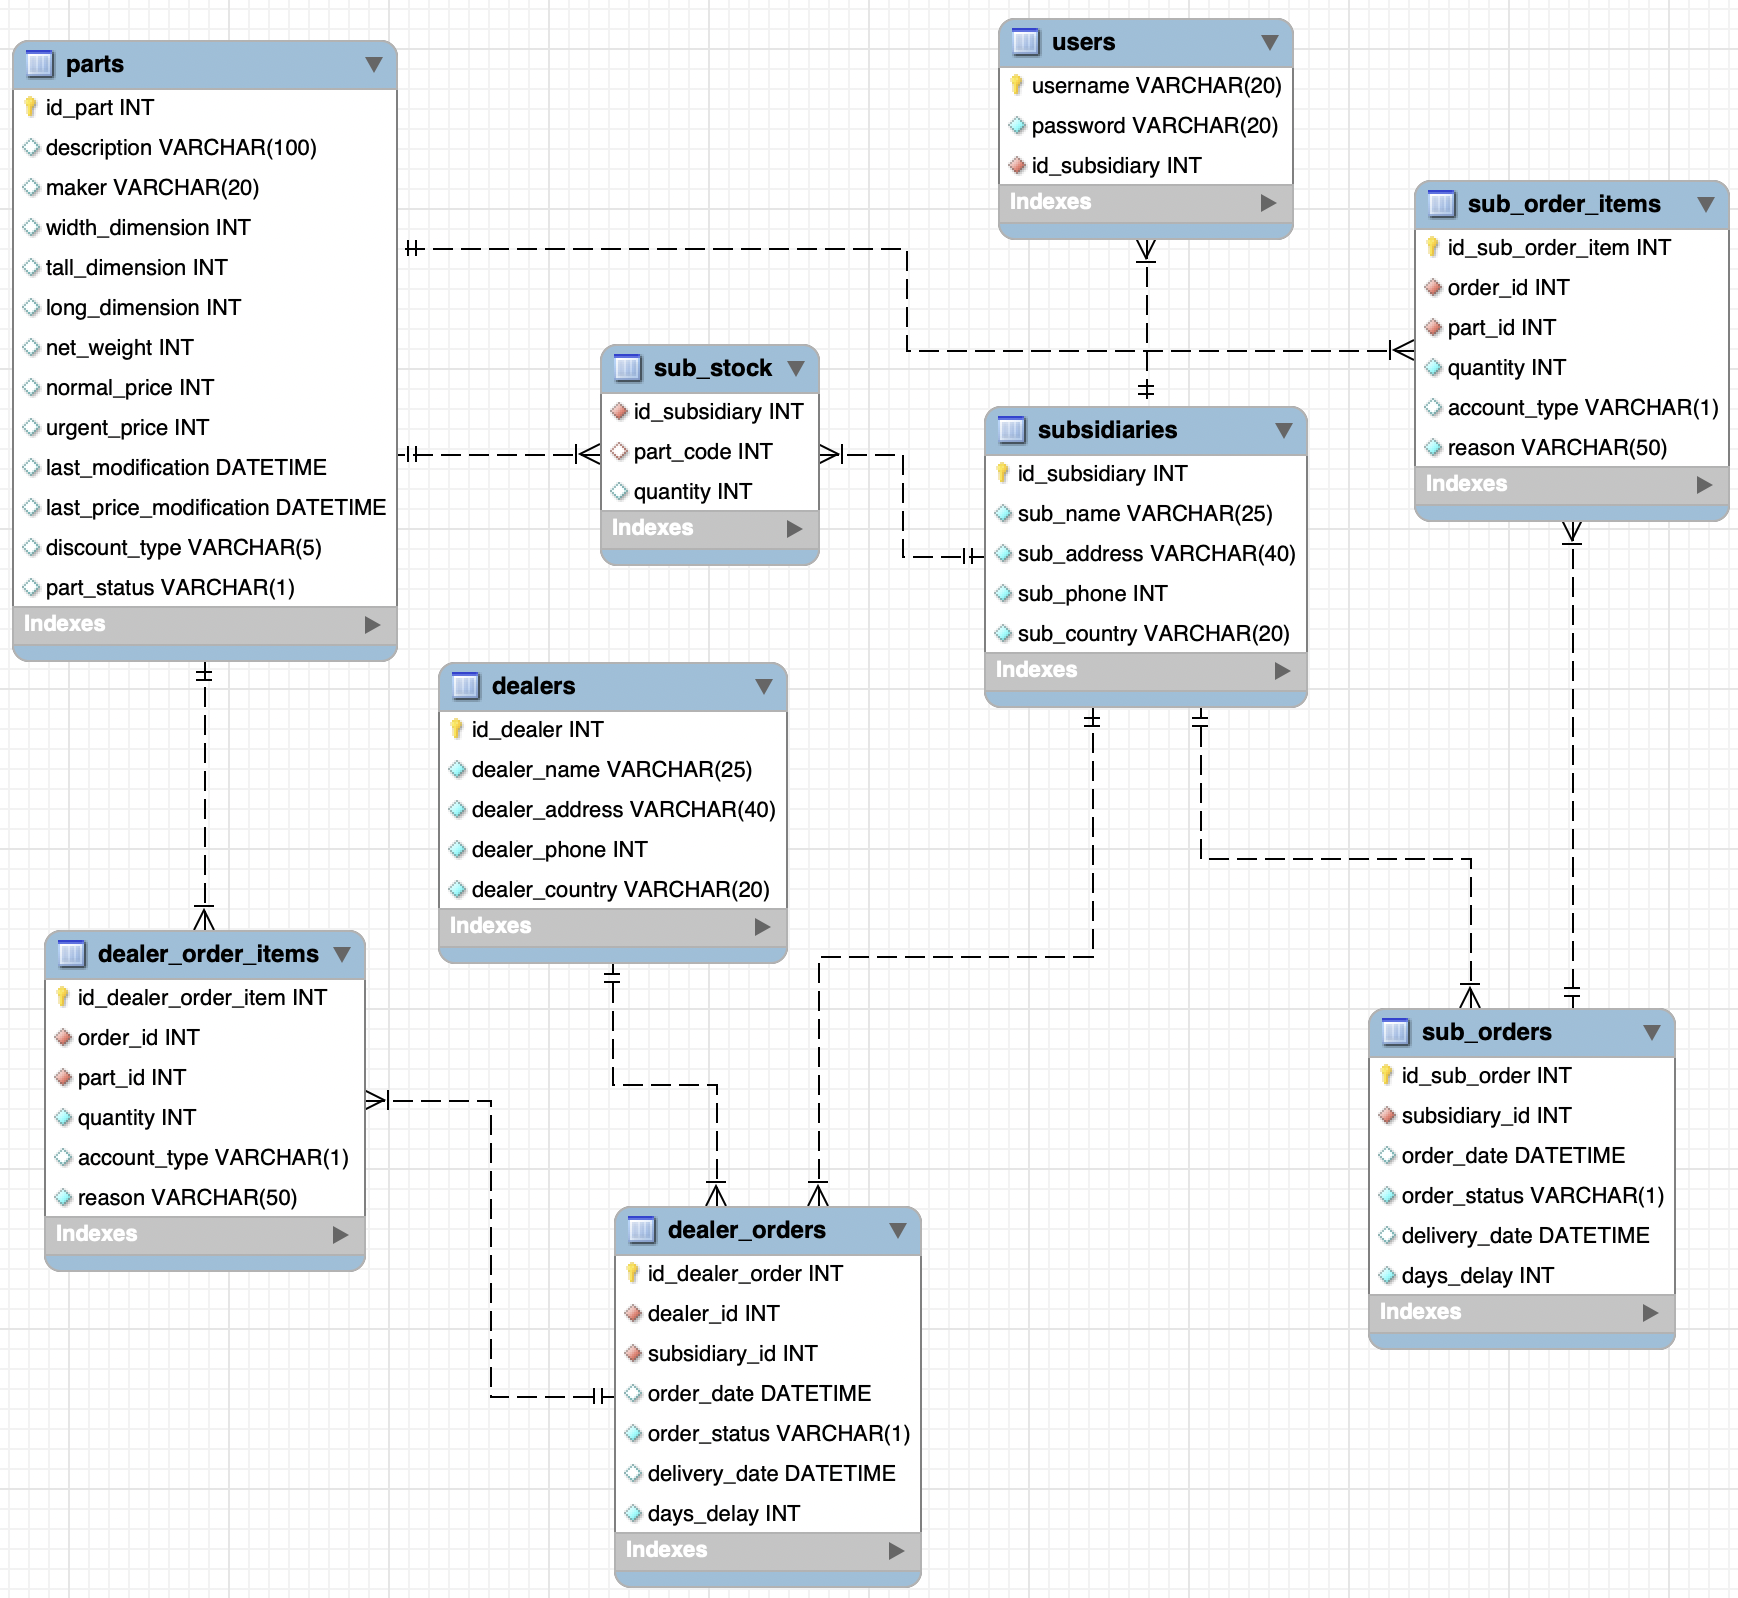 parts
id_part INT
description VARCHAR(100)
maker VARCHAR(20)
width_dimension INT
tall_dimension INT
long_dimension INT
net_weight INT
normal_price INT
urgent_price INT
last_modification DATETIME
last_price_modification DATETIME
discount_type VARCHAR(5)
part_status VARCHAR(1)
Indexes
users
username VARCHAR(20)
password VARCHAR(20)
id_subsidiary INT
Indexes
sub_order_items
id_sub_order_item INT
order_id INT
part_id INT
quantity INT
account_type VARCHAR(1)
reason VARCHAR(50)
Indexes
sub_stock
id_subsidiary INT
part_code INT
quantity INT
Indexes
subsidiaries
id_subsidiary INT
sub_name VARCHAR(25)
sub_address VARCHAR(40)
sub_phone INT
sub_country VARCHAR(20)
Indexes
dealers
id_dealer INT
dealer_name VARCHAR(25)
dealer_address VARCHAR(40)
dealer_phone INT
dealer_country VARCHAR(20)
Indexes
dealer_order_items
id_dealer_order_item INT
order_id INT
part_id INT
quantity INT
account_type VARCHAR(1)
reason VARCHAR(50)
Indexes
sub_orders
id_sub_order INT
subsidiary_id INT
order_date DATETIME
order_status VARCHAR(1)
delivery_date DATETIME
days_delay INT
Indexes
dealer_orders
id_dealer_order INT
dealer_id INT
subsidiary_id INT
order_date DATETIME
order_status VARCHAR(1)
delivery_date DATETIME
days_delay INT
Indexes